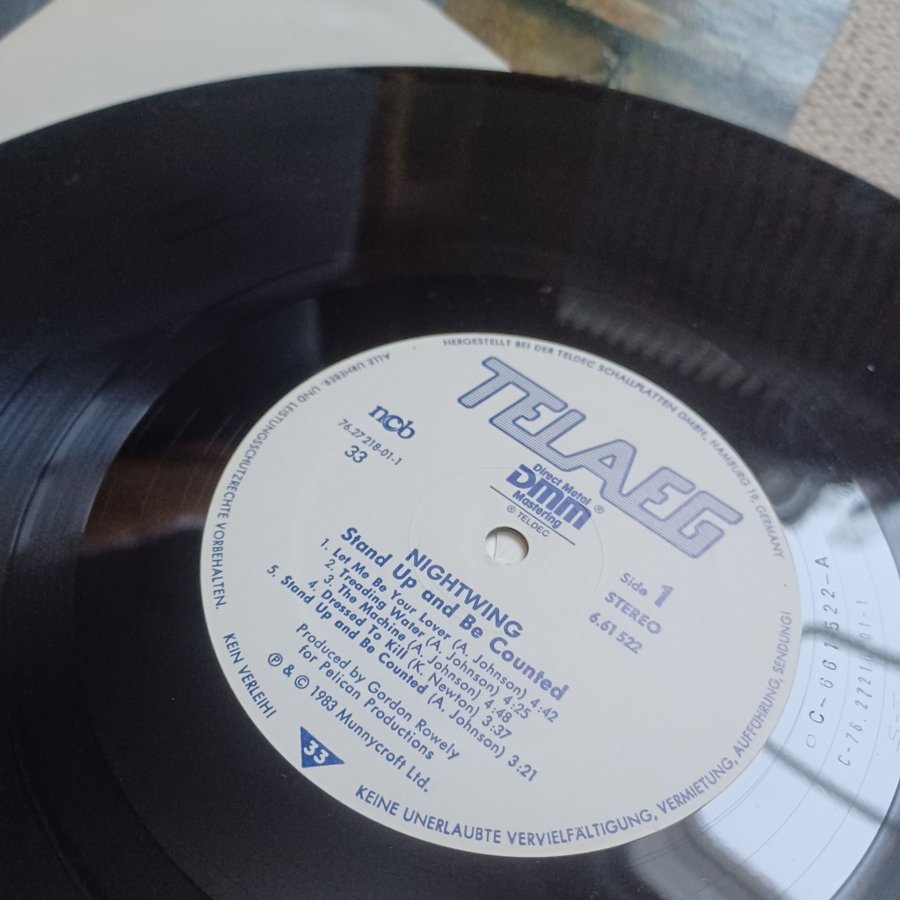 HERGESTELLT BEI DER TELDEC SCHALLPLATTEN GMBH, HAMBURG 19, GERMANY
ALLE URHEBER- UND LEISTUNGSSCHUTZRECHTE VORBEHALTEN.
TELAEG
ncb
76.27 218-01-1
33
Direct Metal
DMM®
Mastering
® TELDEC
Side 1
STEREO
6.61 522
NIGHTWING
Stand Up and Be Counted
1. Let Me Be Your Lover (A. Johnson) 4:42
2. Treading Water (A. Johnson) 4:25
3. The Machine (A. Johnson) 4:48
4. Dressed To Kill (K. Newton) 3:37
5. Stand Up and Be Counted (A. Johnson) 3:21
Produced by Gordon Rowely
for Pelican Productions
℗ & © 1983 Munnycroft Ltd.
33
KEIN VERLEIH!
KEINE UNERLAUBTE VERVIELFÄLTIGUNG, VERMIETUNG, AUFFÜHRUNG, SENDUNG!